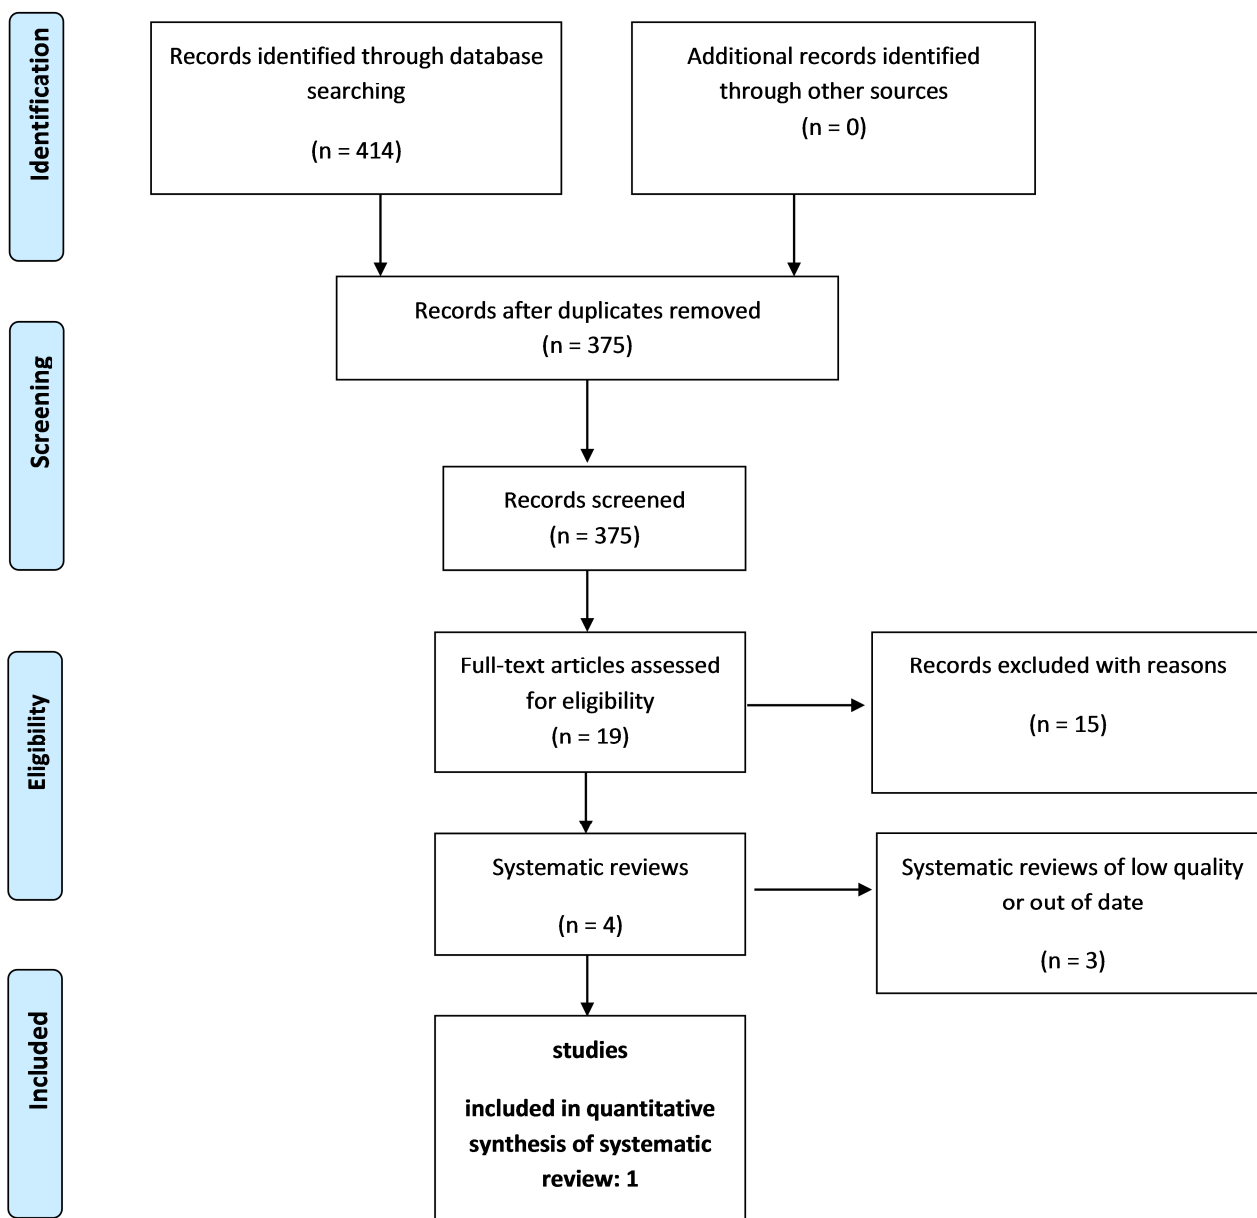 Identification
Records identified through database
searching
(n = 414)
Additional records identified
through other sources
(n = 0)
Records after duplicates removed
(n = 375)
Screening
Records screened
(n = 375)
Eligibility
Full-text articles assessed
for eligibility
(n = 19)
Records excluded with reasons
(n = 15)
Systematic reviews
(n = 4)
Systematic reviews of low quality
or out of date
(n = 3)
Included
studies
included in quantitative
synthesis of systematic
review: 1